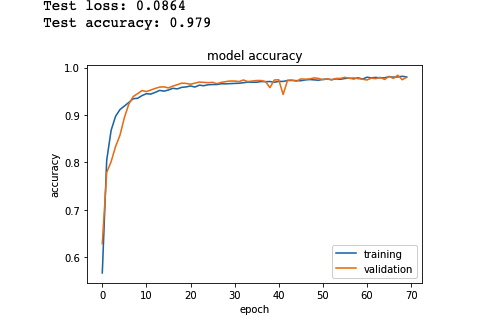 Test loss: 0.0864
Test accuracy: 0.979
model accuracy
1.0
0.9
0.8
0.7
0.6
accuracy
training
validation
0 10 20 30 40 50 60 70
epoch